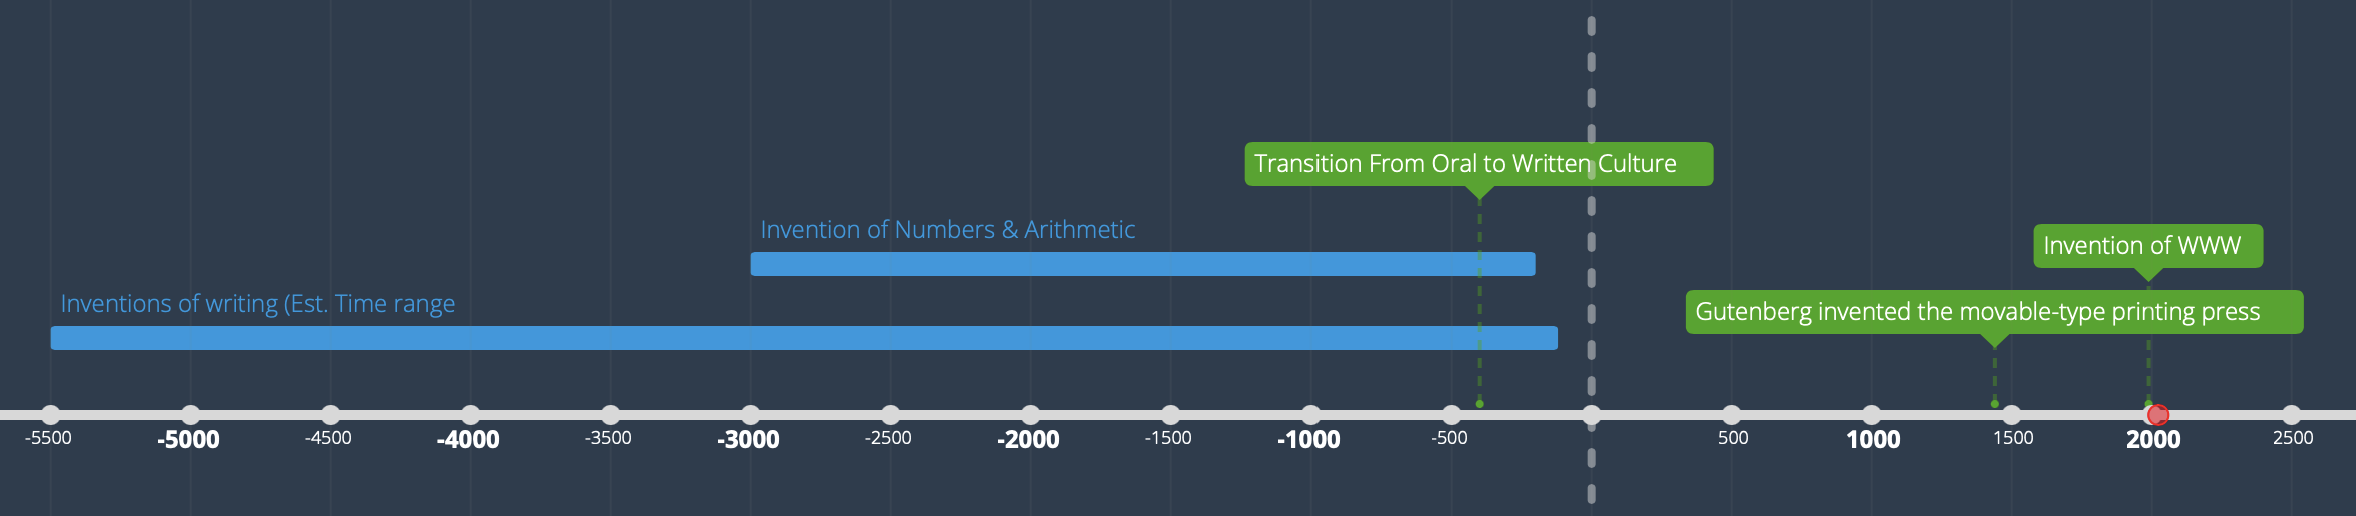 Transition From Oral to Written Culture
Invention of Numbers & Arithmetic
Invention of WWW
Inventions of writing (Est. Time range
Gutenberg invented the movable-type printing press
-5500 -5000 -4500 -4000 -3500 -3000 -2500 -2000 -1500 -1000 -500 500 1000 1500 2000 2500